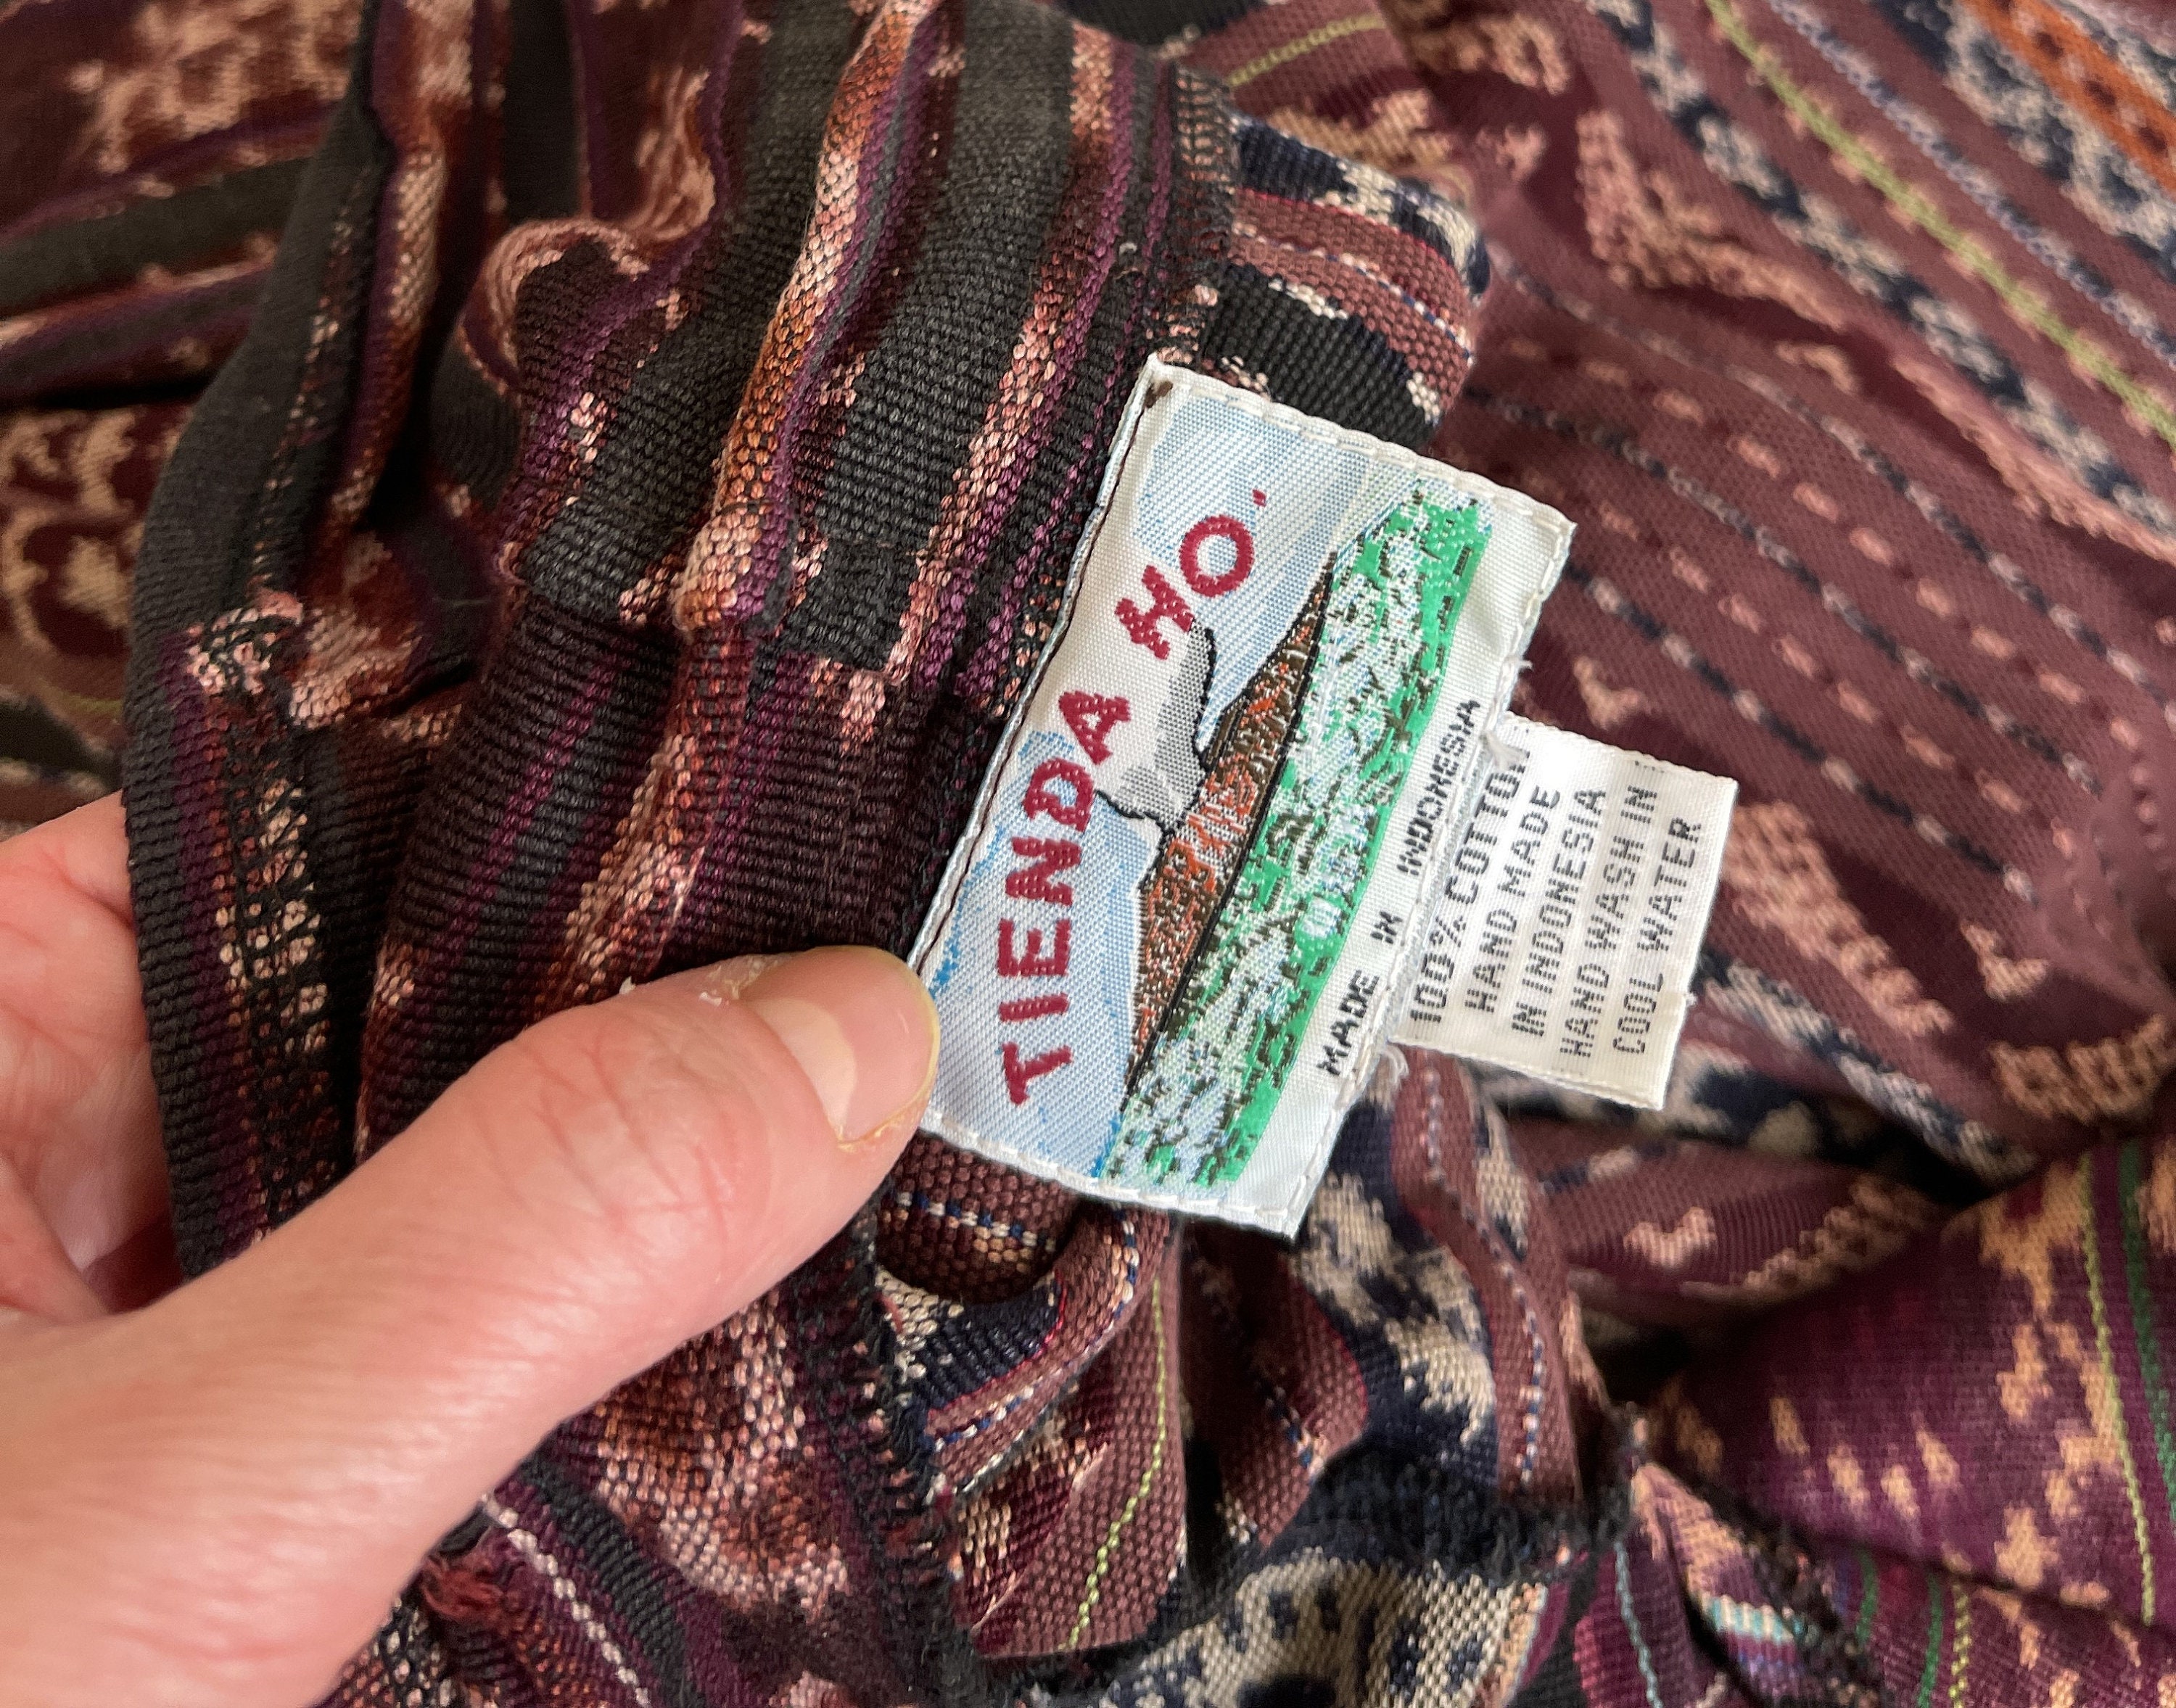 TIENDA HO'
MADE IN INDONESIA
100% COTTON
HAND MADE
IN INDONESIA
HAND WASH IN
COOL WATER